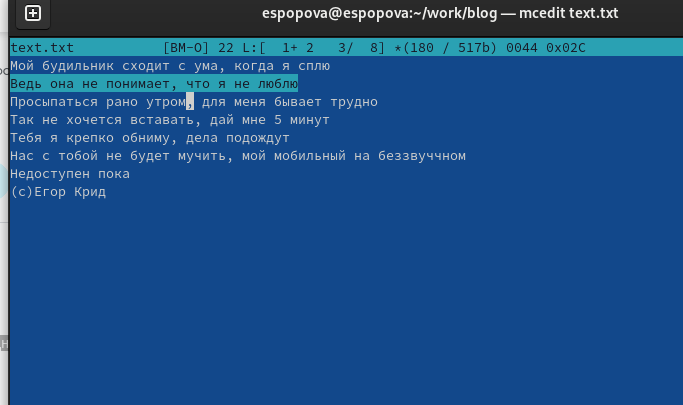 espopova@espopova:~/work/blog — mcedit text.txt
text.txt [BM-O] 22 L:[ 1+ 2 3/ 8] *(180 / 517b) 0044 0x02C
Мой будильник сходит с ума, когда я сплю
Ведь она не понимает, что я не люблю
Просыпаться рано утром, для меня бывает трудно
Так не хочется вставать, дай мне 5 минут
Тебя я крепко обниму, дела подождут
Нас с тобой не будет мучить, мой мобильный на беззвуччном
Недоступен пока
(с)Егор Крид